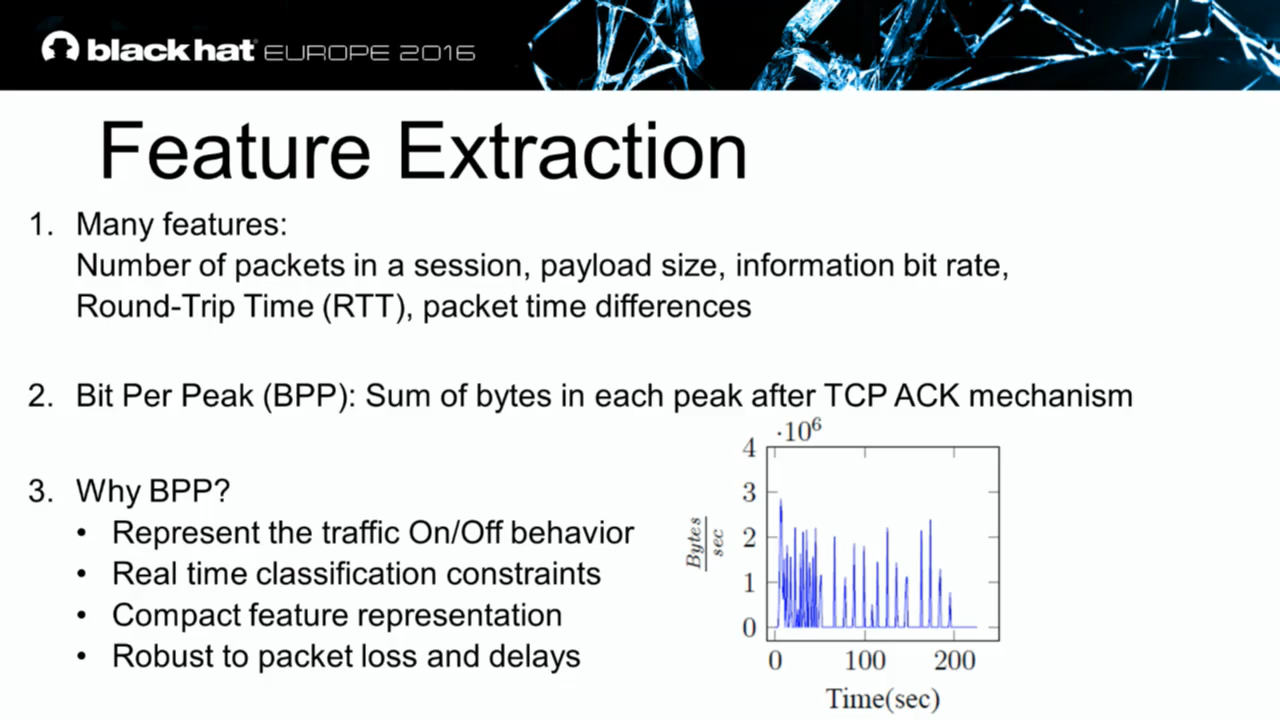 black hat EUROPE 2016
Feature Extraction
1. Many features:
Number of packets in a session, payload size, information bit rate,
Round-Trip Time (RTT), packet time differences
2. Bit Per Peak (BPP): Sum of bytes in each peak after TCP ACK mechanism
3. Why BPP?
• Represent the traffic On/Off behavior
• Real time classification constraints
• Compact feature representation
• Robust to packet loss and delays
·10⁶
4
3
2
1
0
Bytes
sec
0 100 200
Time(sec)